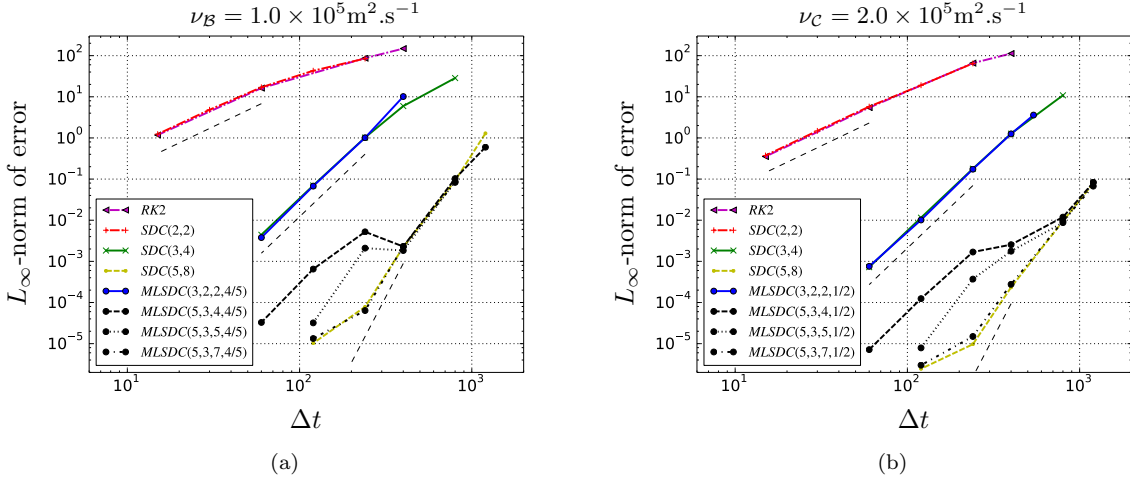 ν_B = 1.0 × 10^5 m^2.s^-1
L_∞-norm of error
10^2
10^1
10^0
10^-1
10^-2
10^-3
10^-4
10^-5
RK2
SDC(2,2)
SDC(3,4)
SDC(5,8)
MLSDC(3,2,2,4/5)
MLSDC(5,3,4,4/5)
MLSDC(5,3,5,4/5)
MLSDC(5,3,7,4/5)
10^1
10^2
10^3
Δt
(a)
ν_C = 2.0 × 10^5 m^2.s^-1
L_∞-norm of error
10^2
10^1
10^0
10^-1
10^-2
10^-3
10^-4
10^-5
RK2
SDC(2,2)
SDC(3,4)
SDC(5,8)
MLSDC(3,2,2,1/2)
MLSDC(5,3,4,1/2)
MLSDC(5,3,5,1/2)
MLSDC(5,3,7,1/2)
10^1
10^2
10^3
Δt
(b)